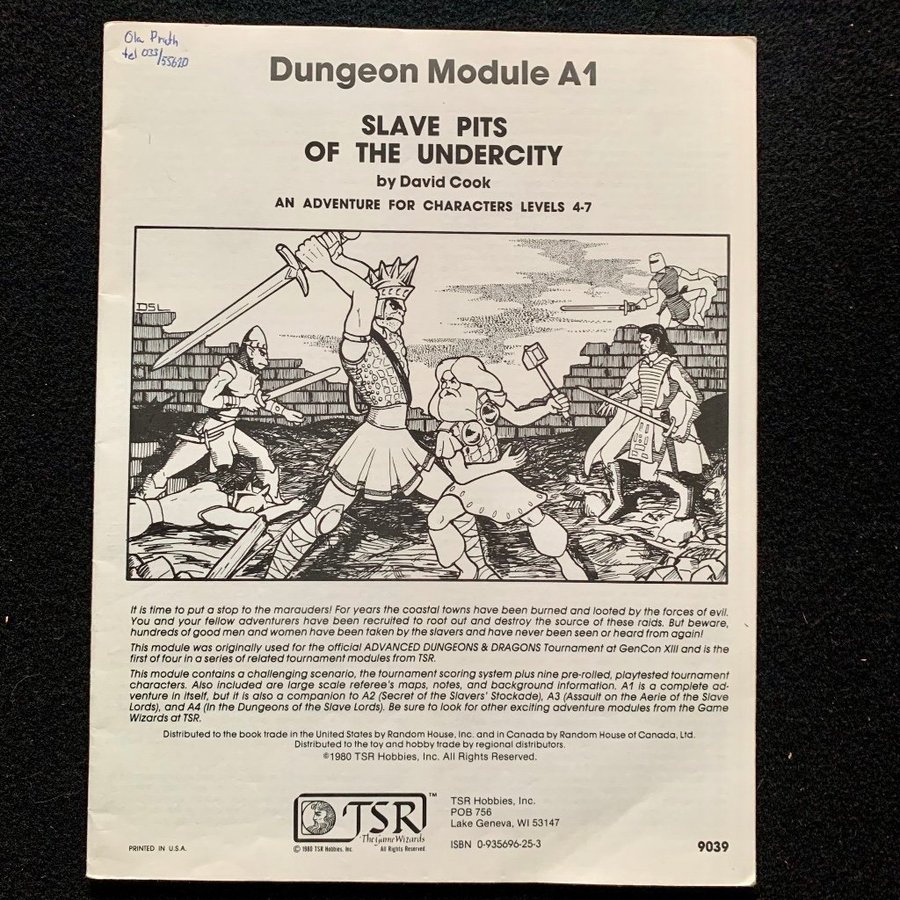 Ola Prüth
tel 033/55620
Dungeon Module A1
SLAVE PITS
OF THE UNDERCITY
by David Cook
AN ADVENTURE FOR CHARACTERS LEVELS 4-7
DSL
It is time to put a stop to the marauders! For years the coastal towns have been burned and looted by the forces of evil.
You and your fellow adventurers have been recruited to root out and destroy the source of these raids. But beware,
hundreds of good men and women have been taken by the slavers and have never been seen or heard from again!
This module was originally used for the official ADVANCED DUNGEONS & DRAGONS Tournament at GenCon XIII and is the
first of four in a series of related tournament modules from TSR.
This module contains a challenging scenario, the tournament scoring system plus nine pre-rolled, playtested tournament
characters. Also included are large scale referee's maps, notes, and background information. A1 is a complete ad-
venture in itself, but it is also a companion to A2 (Secret of the Slavers' Stockade), A3 (Assault on the Aerie of the Slave
Lords), and A4 (In the Dungeons of the Slave Lords). Be sure to look for other exciting adventure modules from the Game
Wizards at TSR.
Distributed to the book trade in the United States by Random House, Inc. and in Canada by Random House of Canada, Ltd.
Distributed to the toy and hobby trade by regional distributors.
©1980 TSR Hobbies, Inc. All Rights Reserved.
TSR™
The Game Wizards
© 1980 TSR Hobbies, Inc. All Rights Reserved.
TSR Hobbies, Inc.
POB 756
Lake Geneva, WI 53147
ISBN 0-935696-25-3
PRINTED IN U.S.A.
9039